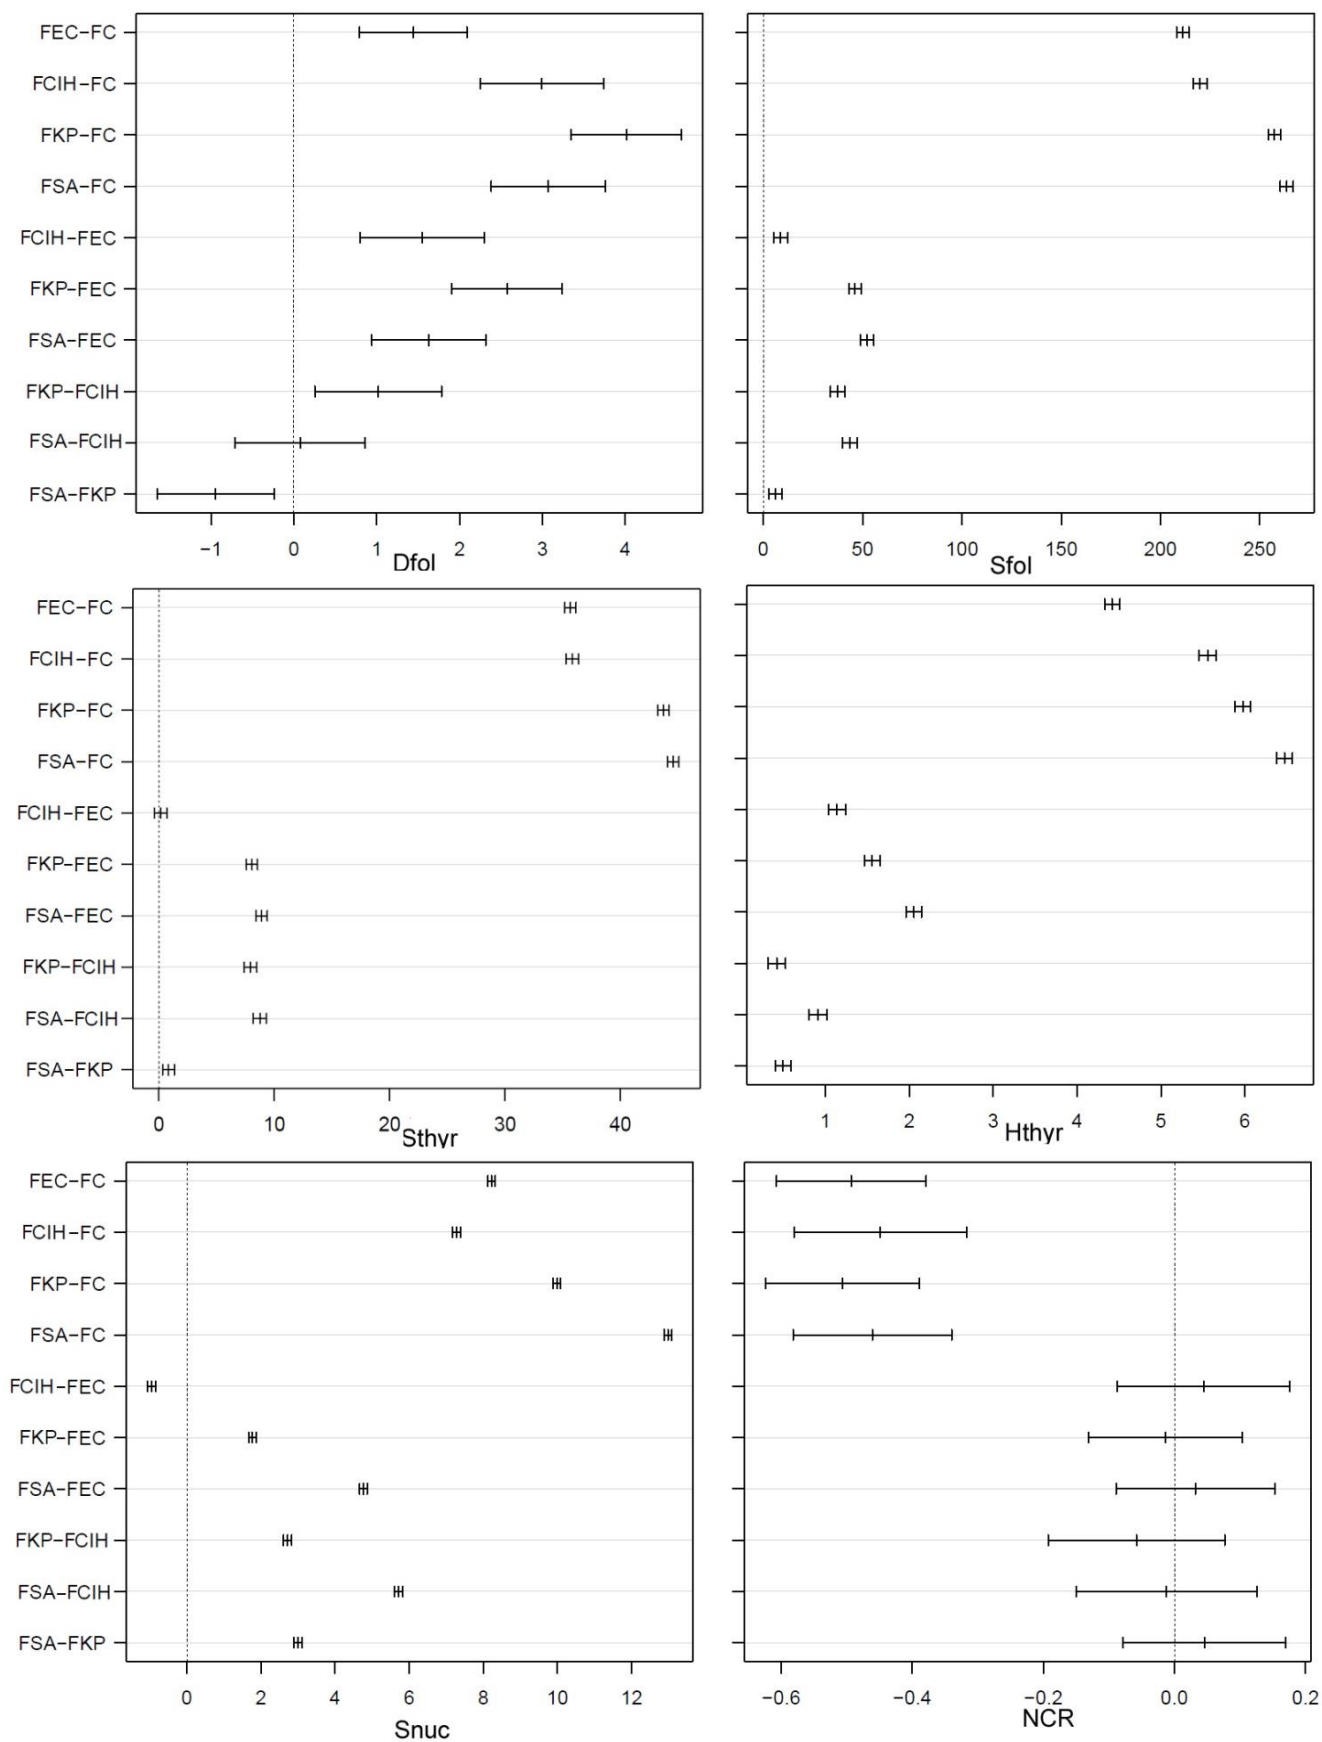 FEC−FC
FCIH−FC
FKP−FC
FSA−FC
FCIH−FEC
FKP−FEC
FSA−FEC
FKP−FCIH
FSA−FCIH
FSA−FKP
−1 0 1 2 3 4
Dfol
0 50 100 150 200 250
Sfol
FEC−FC
FCIH−FC
FKP−FC
FSA−FC
FCIH−FEC
FKP−FEC
FSA−FEC
FKP−FCIH
FSA−FCIH
FSA−FKP
0 10 20 30 40
Sthyr
1 2 3 4 5 6
Hthyr
FEC−FC
FCIH−FC
FKP−FC
FSA−FC
FCIH−FEC
FKP−FEC
FSA−FEC
FKP−FCIH
FSA−FCIH
FSA−FKP
0 2 4 6 8 10 12
Snuc
−0.6 −0.4 −0.2 0.0 0.2
NCR